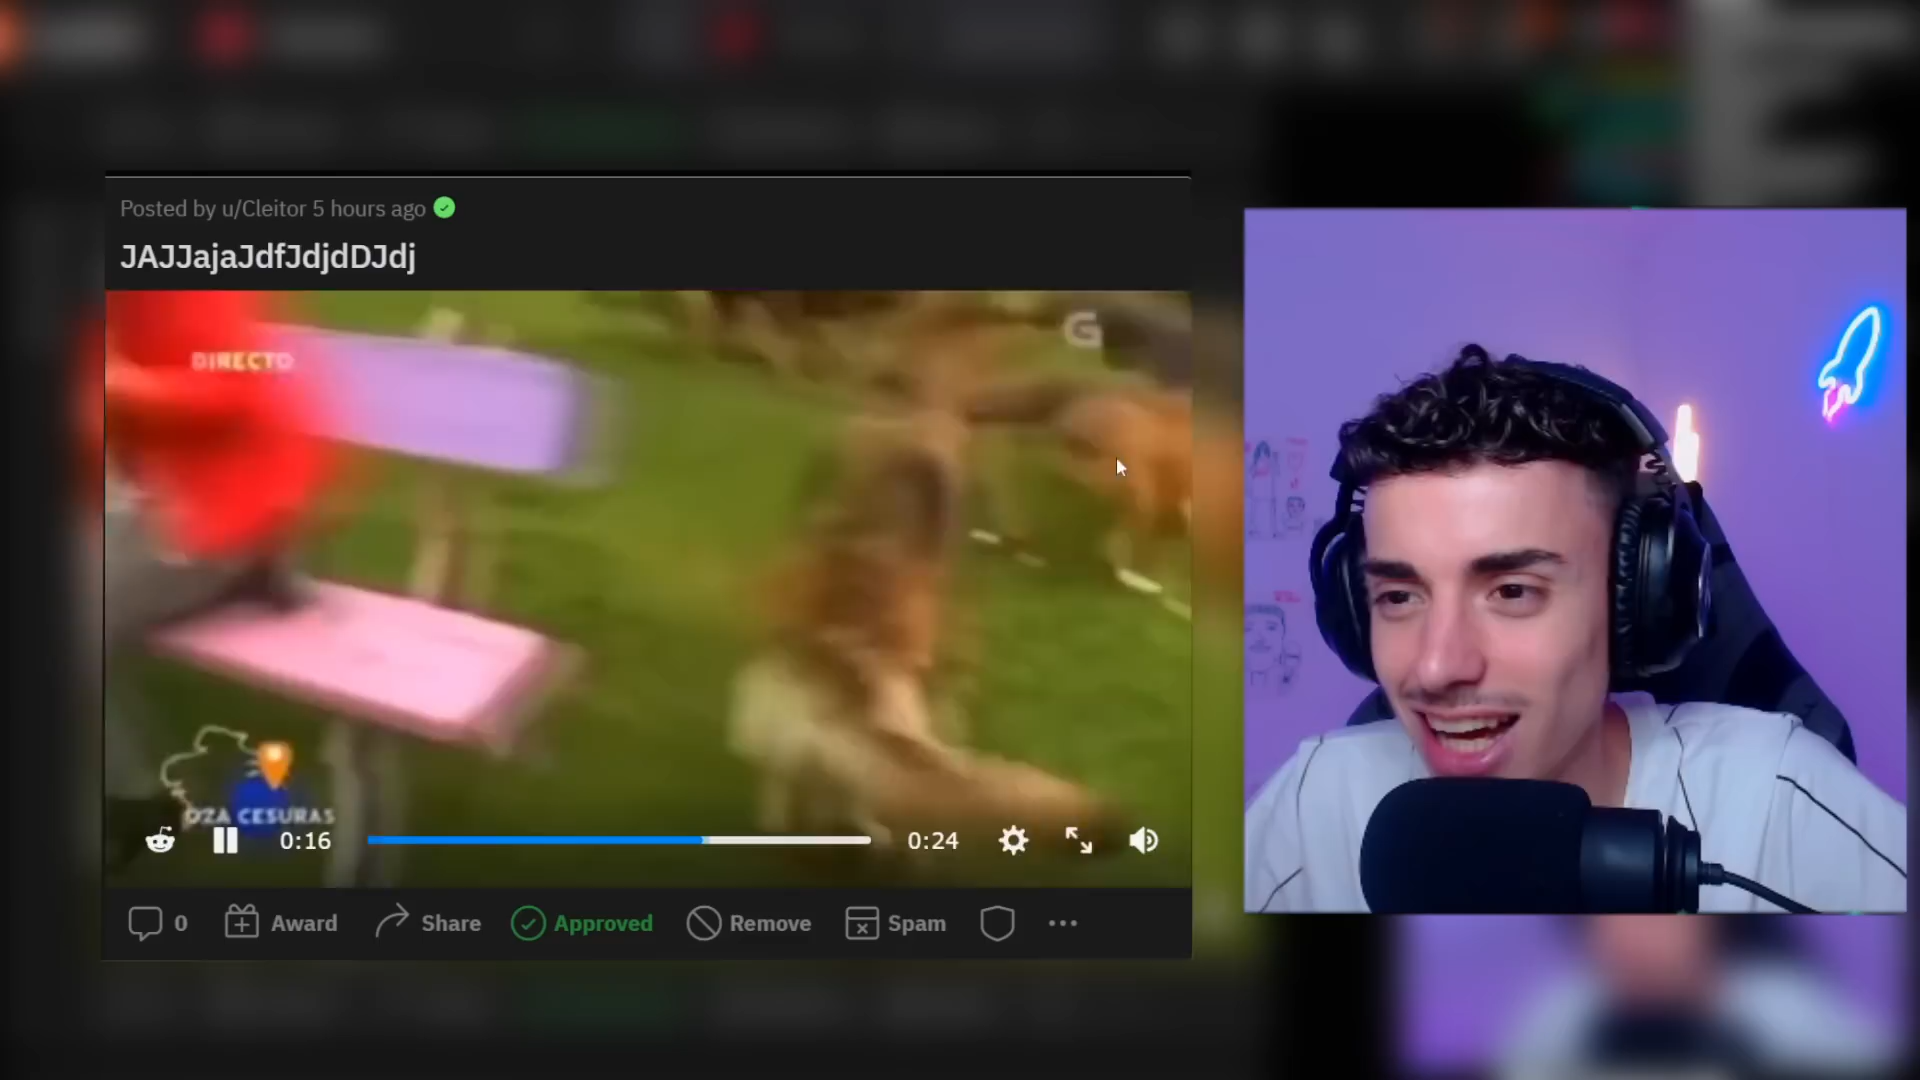 Posted by u/Cleitor 5 hours ago
JAJJajaJdfJdjdDJdj
DIRECTO
G
OZA CESURAS
0:16
0:24
0
Award
Share
Approved
Remove
Spam